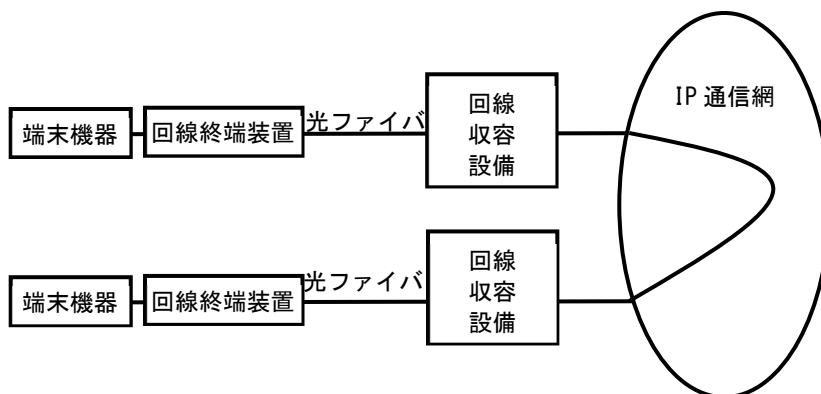 IP 通信網
端末機器
回線終端装置
光ファイバ
回線
収容
設備
端末機器
回線終端装置
光ファイバ
回線
収容
設備